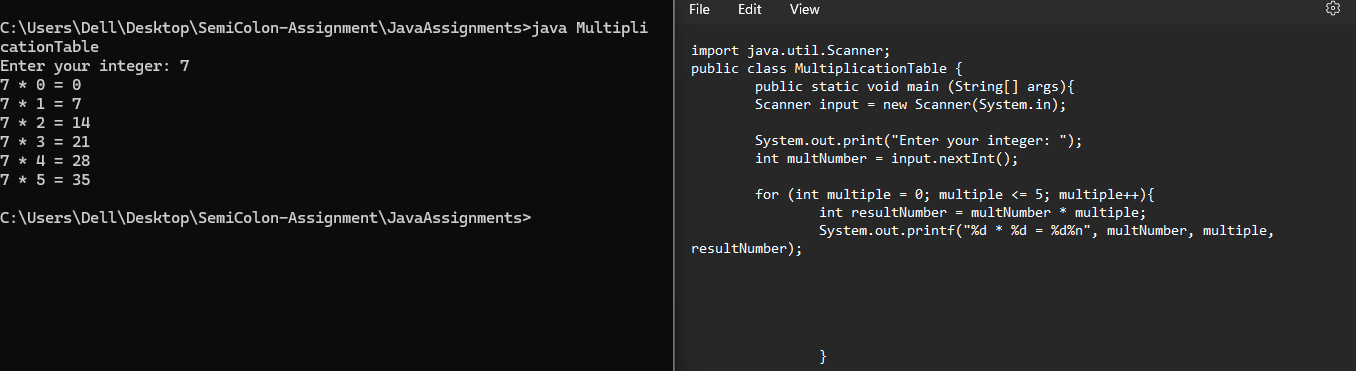 C:\Users\Dell\Desktop\SemiColon-Assignment\JavaAssignments>java Multipli
cationTable
Enter your integer: 7
7 * 0 = 0
7 * 1 = 7
7 * 2 = 14
7 * 3 = 21
7 * 4 = 28
7 * 5 = 35
C:\Users\Dell\Desktop\SemiColon-Assignment\JavaAssignments>
File Edit View
import java.util.Scanner;
public class MultiplicationTable {
        public static void main (String[] args){
        Scanner input = new Scanner(System.in);
        System.out.print("Enter your integer: ");
        int multNumber = input.nextInt();
        for (int multiple = 0; multiple <= 5; multiple++){
                int resultNumber = multNumber * multiple;
                System.out.printf("%d * %d = %d%n", multNumber, multiple,
resultNumber);
                }